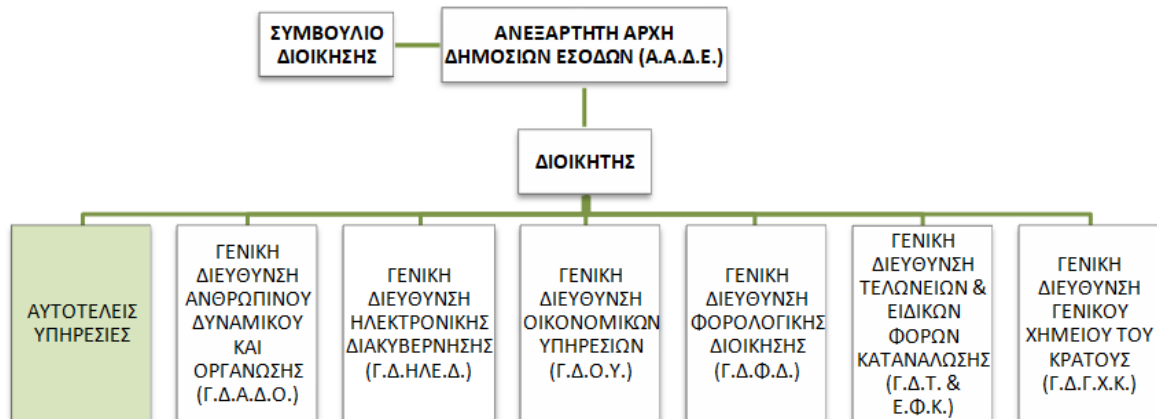 ΣΥΜΒΟΥΛΙΟ
ΔΙΟΙΚΗΣΗΣ
ΑΝΕΞΑΡΤΗΤΗ ΑΡΧΗ
ΔΗΜΟΣΙΩΝ ΕΣΟΔΩΝ (Α.Α.Δ.Ε.)
ΔΙΟΙΚΗΤΗΣ
ΑΥΤΟΤΕΛΕΙΣ
ΥΠΗΡΕΣΙΕΣ
ΓΕΝΙΚΗ
ΔΙΕΥΘΥΝΣΗ
ΑΝΘΡΩΠΙΝΟΥ
ΔΥΝΑΜΙΚΟΥ
ΚΑΙ
ΟΡΓΑΝΩΣΗΣ
(Γ.Δ.Α.Δ.Ο.)
ΓΕΝΙΚΗ
ΔΙΕΥΘΥΝΣΗ
ΗΛΕΚΤΡΟΝΙΚΗΣ
ΔΙΑΚΥΒΕΡΝΗΣΗΣ
(Γ.Δ.ΗΛΕ.Δ.)
ΓΕΝΙΚΗ
ΔΙΕΥΘΥΝΣΗ
ΟΙΚΟΝΟΜΙΚΩΝ
ΥΠΗΡΕΣΙΩΝ
(Γ.Δ.Ο.Υ.)
ΓΕΝΙΚΗ
ΔΙΕΥΘΥΝΣΗ
ΦΟΡΟΛΟΓΙΚΗΣ
ΔΙΟΙΚΗΣΗΣ
(Γ.Δ.Φ.Δ.)
ΓΕΝΙΚΗ
ΔΙΕΥΘΥΝΣΗ
ΤΕΛΩΝΕΙΩΝ &
ΕΙΔΙΚΩΝ
ΦΟΡΩΝ
ΚΑΤΑΝΑΛΩΣΗΣ
(Γ.Δ.Τ. &
Ε.Φ.Κ.)
ΓΕΝΙΚΗ
ΔΙΕΥΘΥΝΣΗ
ΓΕΝΙΚΟΥ
ΧΗΜΕΙΟΥ ΤΟΥ
ΚΡΑΤΟΥΣ
(Γ.Δ.Γ.Χ.Κ.)